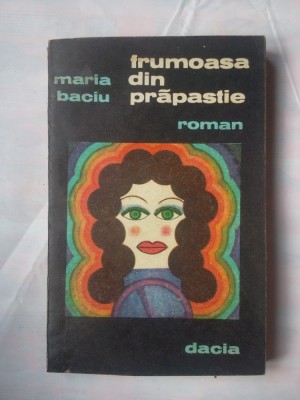 maria
baciu
frumoasa
din
prăpastie
roman
dacia